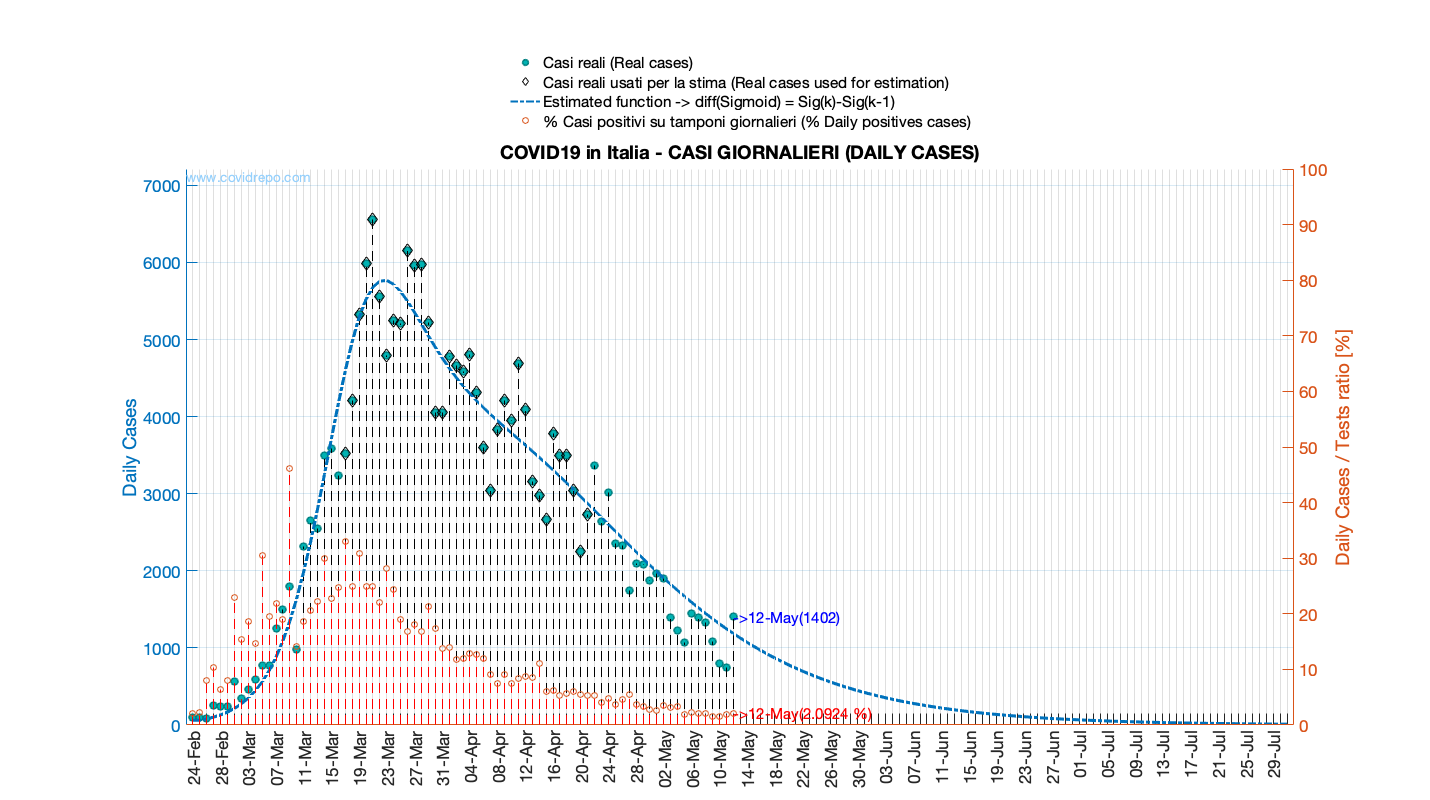 Casi reali (Real cases)
Casi reali usati per la stima (Real cases used for estimation)
Estimated function -> diff(Sigmoid) = Sig(k)-Sig(k-1)
% Casi positivi su tamponi giornalieri (% Daily positives cases)
COVID19 in Italia - CASI GIORNALIERI (DAILY CASES)
www.covidrepo.com
7000
6000
5000
4000
3000
2000
1000
0
Daily Cases
100
90
80
70
60
50
40
30
20
10
0
Daily Cases / Tests ratio [%]
->12-May(1402)
->12-May(2.0924 %)
24-Feb
28-Feb
03-Mar
07-Mar
11-Mar
15-Mar
19-Mar
23-Mar
27-Mar
31-Mar
04-Apr
08-Apr
12-Apr
16-Apr
20-Apr
24-Apr
28-Apr
02-May
06-May
10-May
14-May
18-May
22-May
26-May
30-May
03-Jun
07-Jun
11-Jun
15-Jun
19-Jun
23-Jun
27-Jun
01-Jul
05-Jul
09-Jul
13-Jul
17-Jul
21-Jul
25-Jul
29-Jul